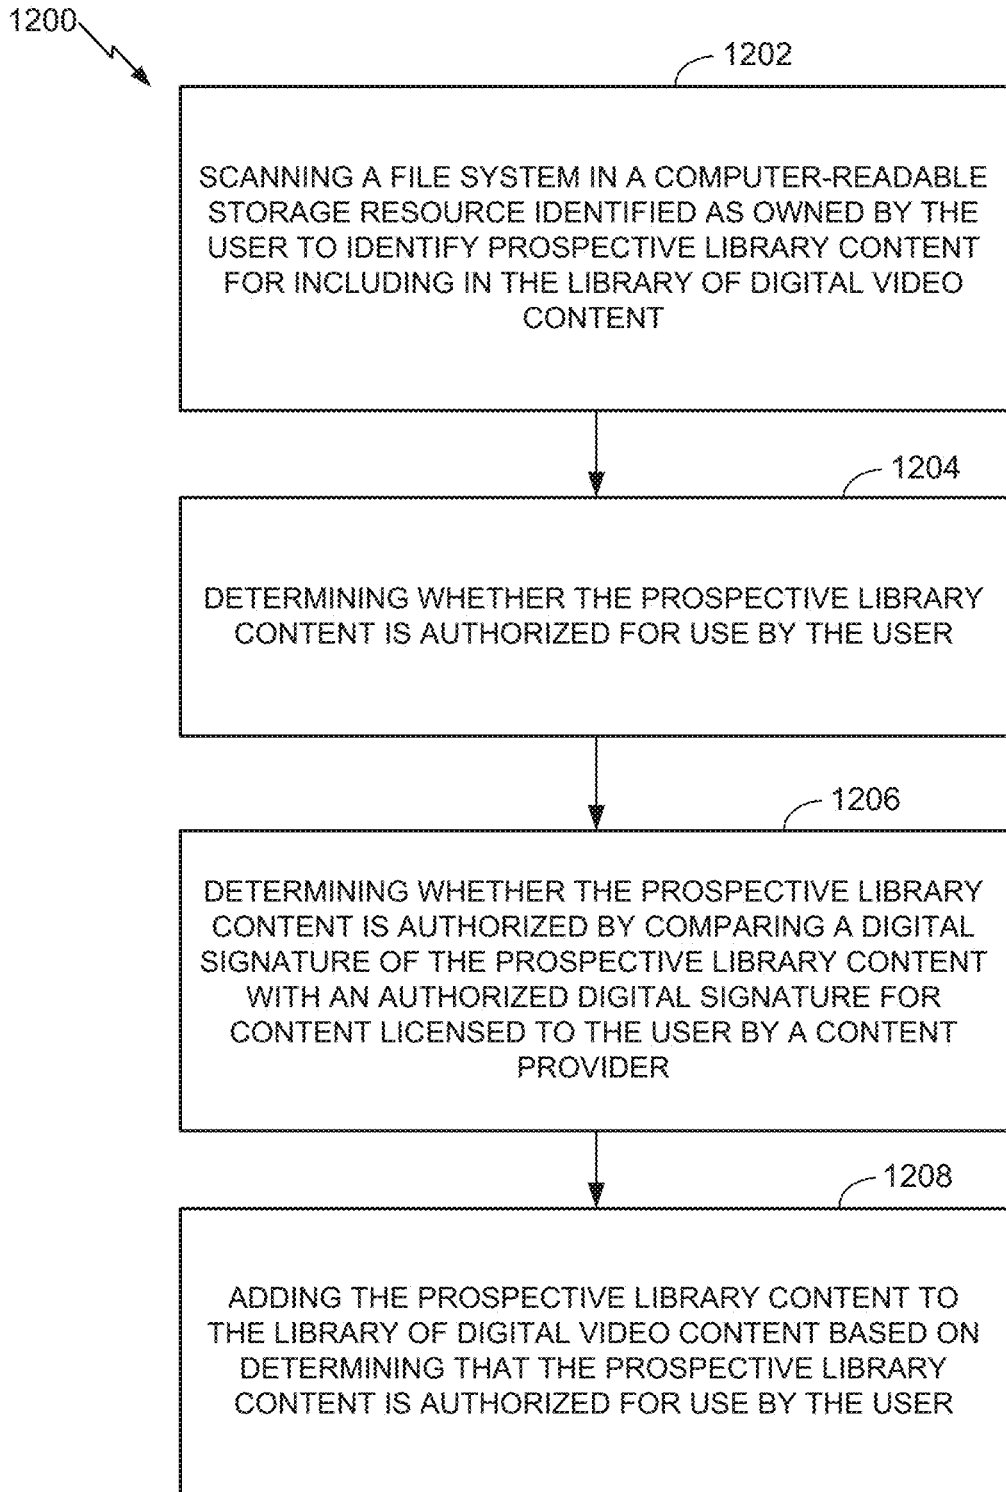 1200
1202
SCANNING A FILE SYSTEM IN A COMPUTER-READABLE
STORAGE RESOURCE IDENTIFIED AS OWNED BY THE
USER TO IDENTIFY PROSPECTIVE LIBRARY CONTENT
FOR INCLUDING IN THE LIBRARY OF DIGITAL VIDEO
CONTENT
1204
DETERMINING WHETHER THE PROSPECTIVE LIBRARY
CONTENT IS AUTHORIZED FOR USE BY THE USER
1206
DETERMINING WHETHER THE PROSPECTIVE LIBRARY
CONTENT IS AUTHORIZED BY COMPARING A DIGITAL
SIGNATURE OF THE PROSPECTIVE LIBRARY CONTENT
WITH AN AUTHORIZED DIGITAL SIGNATURE FOR
CONTENT LICENSED TO THE USER BY A CONTENT
PROVIDER
1208
ADDING THE PROSPECTIVE LIBRARY CONTENT TO
THE LIBRARY OF DIGITAL VIDEO CONTENT BASED ON
DETERMINING THAT THE PROSPECTIVE LIBRARY
CONTENT IS AUTHORIZED FOR USE BY THE USER